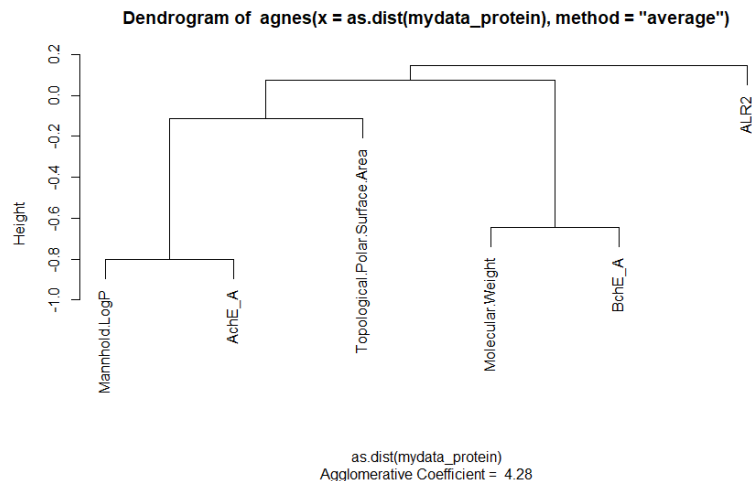 Dendrogram of agnes(x = as.dist(mydata_protein), method = "average")
Height
0.2
0.0
-0.2
-0.4
-0.6
-0.8
-1.0
Mannhold.LogP
AchE_A
Topological.Polar.Surface.Area
Molecular.Weight
BchE_A
ALR2
as.dist(mydata_protein)
Agglomerative Coefficient = 4.28